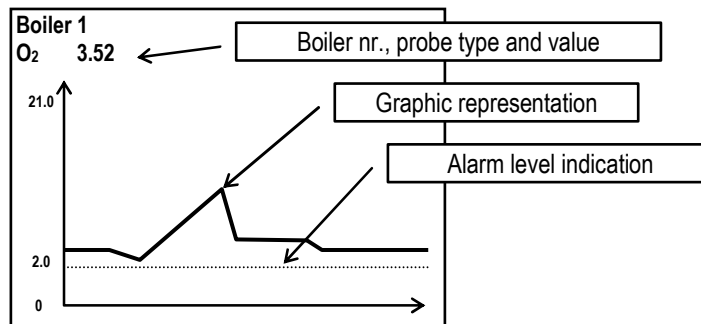 Boiler 1
O2 3.52
Boiler nr., probe type and value
21.0
Graphic representation
Alarm level indication
2.0
0